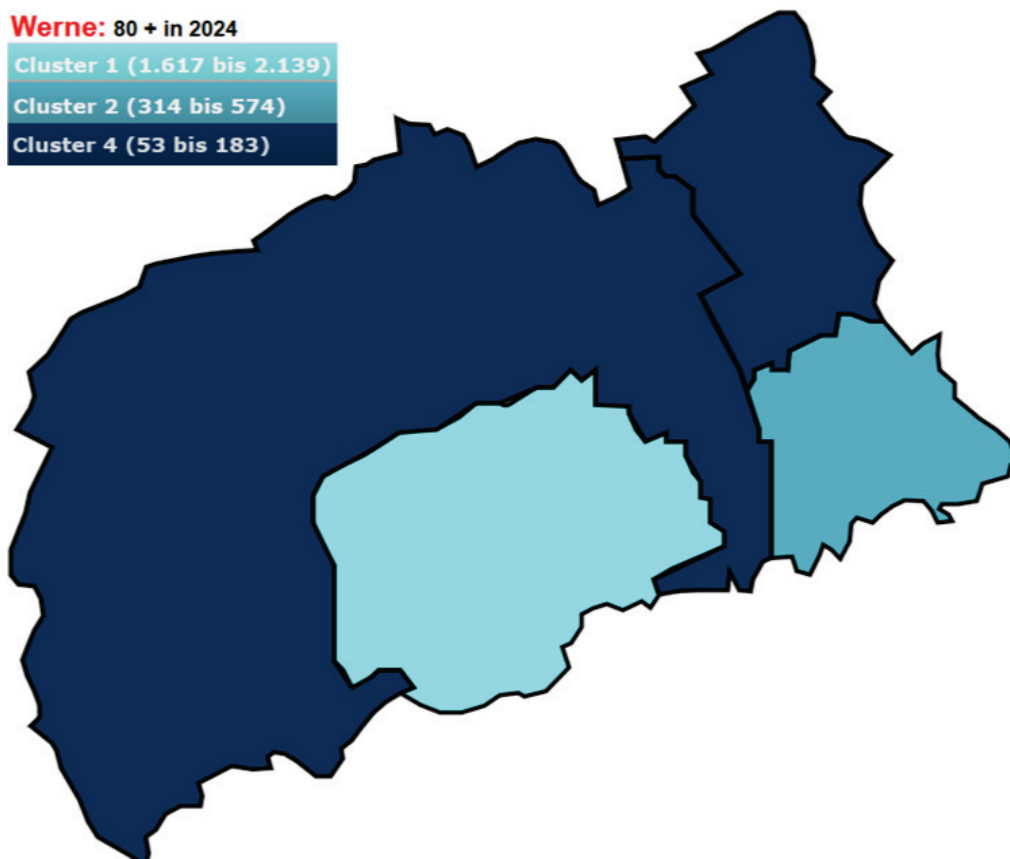 Werne: 80 + in 2024
Cluster 1 (1.617 bis 2.139)
Cluster 2 (314 bis 574)
Cluster 4 (53 bis 183)